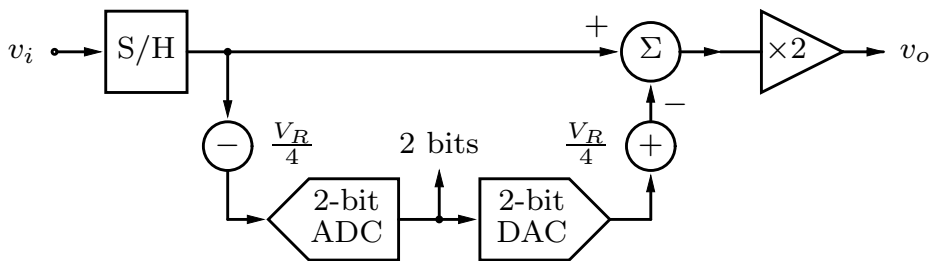 v_i S/H + Σ ×2 v_o
−
− V_R/4 2 bits V_R/4 +
2-bit ADC
2-bit DAC